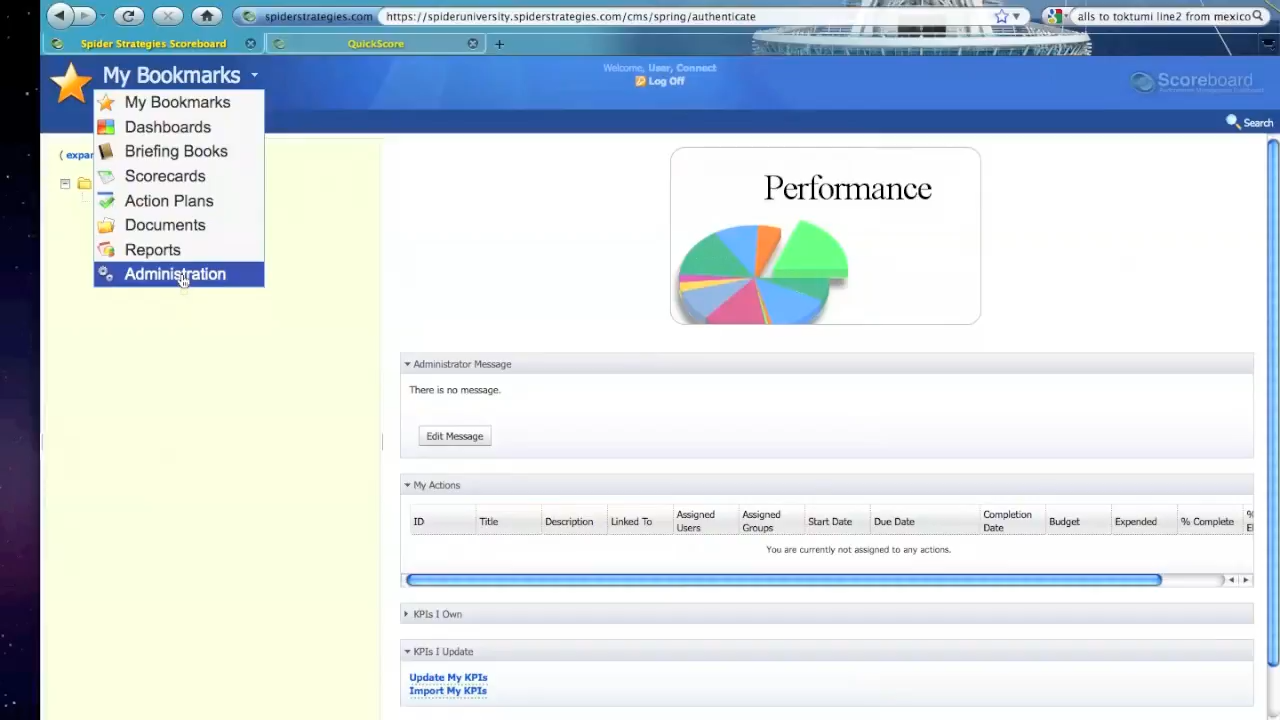 spiderstrategies.com https://spideruniversity.spiderstrategies.com/cms/spring/authenticate alls to toktumi line2 from mexico
Spider Strategies Scoreboard QuickScore
My Bookmarks
Welcome, User, Connect
Log Off
Scoreboard
Search
(expan
My Bookmarks
Dashboards
Briefing Books
Scorecards
Action Plans
Documents
Reports
Administration
Performance
Administrator Message
There is no message.
Edit Message
My Actions
ID Title Description Linked To Assigned Users Assigned Groups Start Date Due Date Completion Date Budget Expended % Complete %
You are currently not assigned to any actions.
KPIs I Own
KPIs I Update
Update My KPIs
Import My KPIs